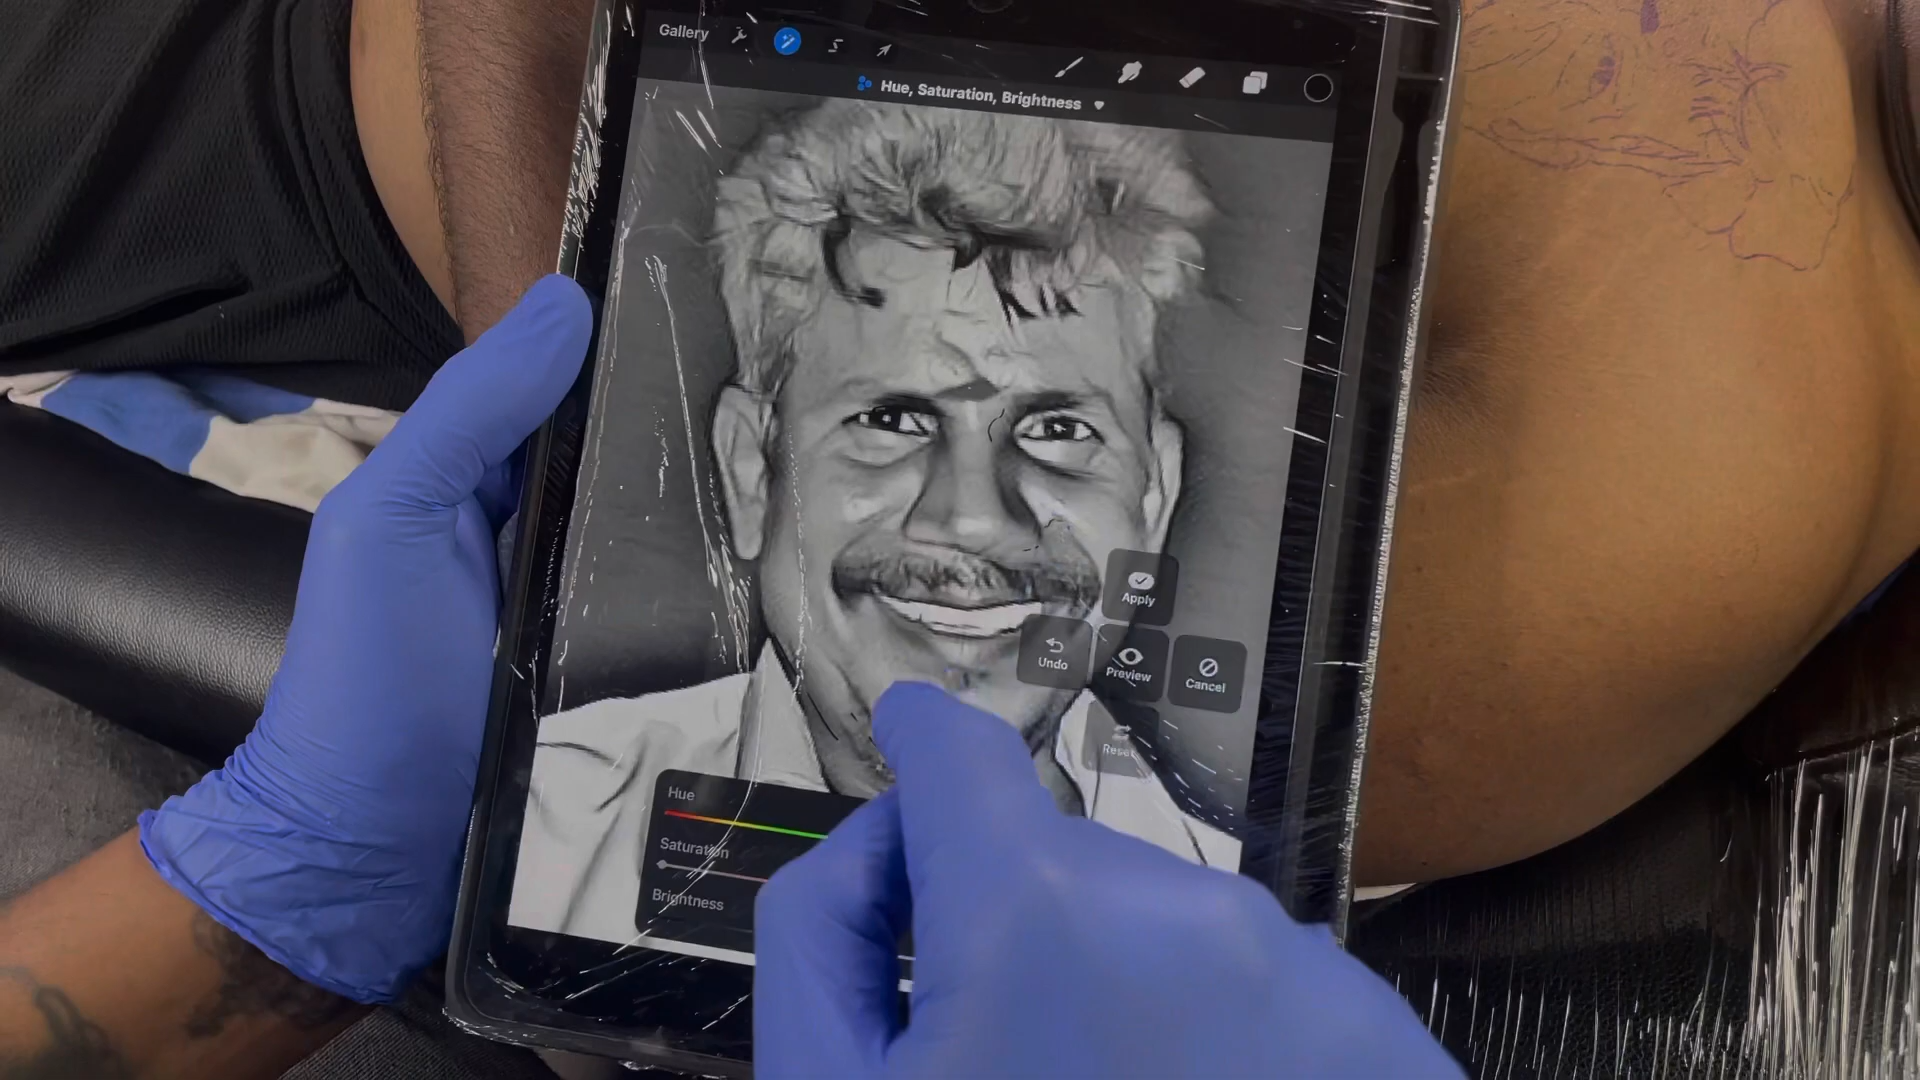 Gallery
Hue, Saturation, Brightness
Apply
Undo
Preview
Cancel
Reset
Hue
Saturation
Brightness